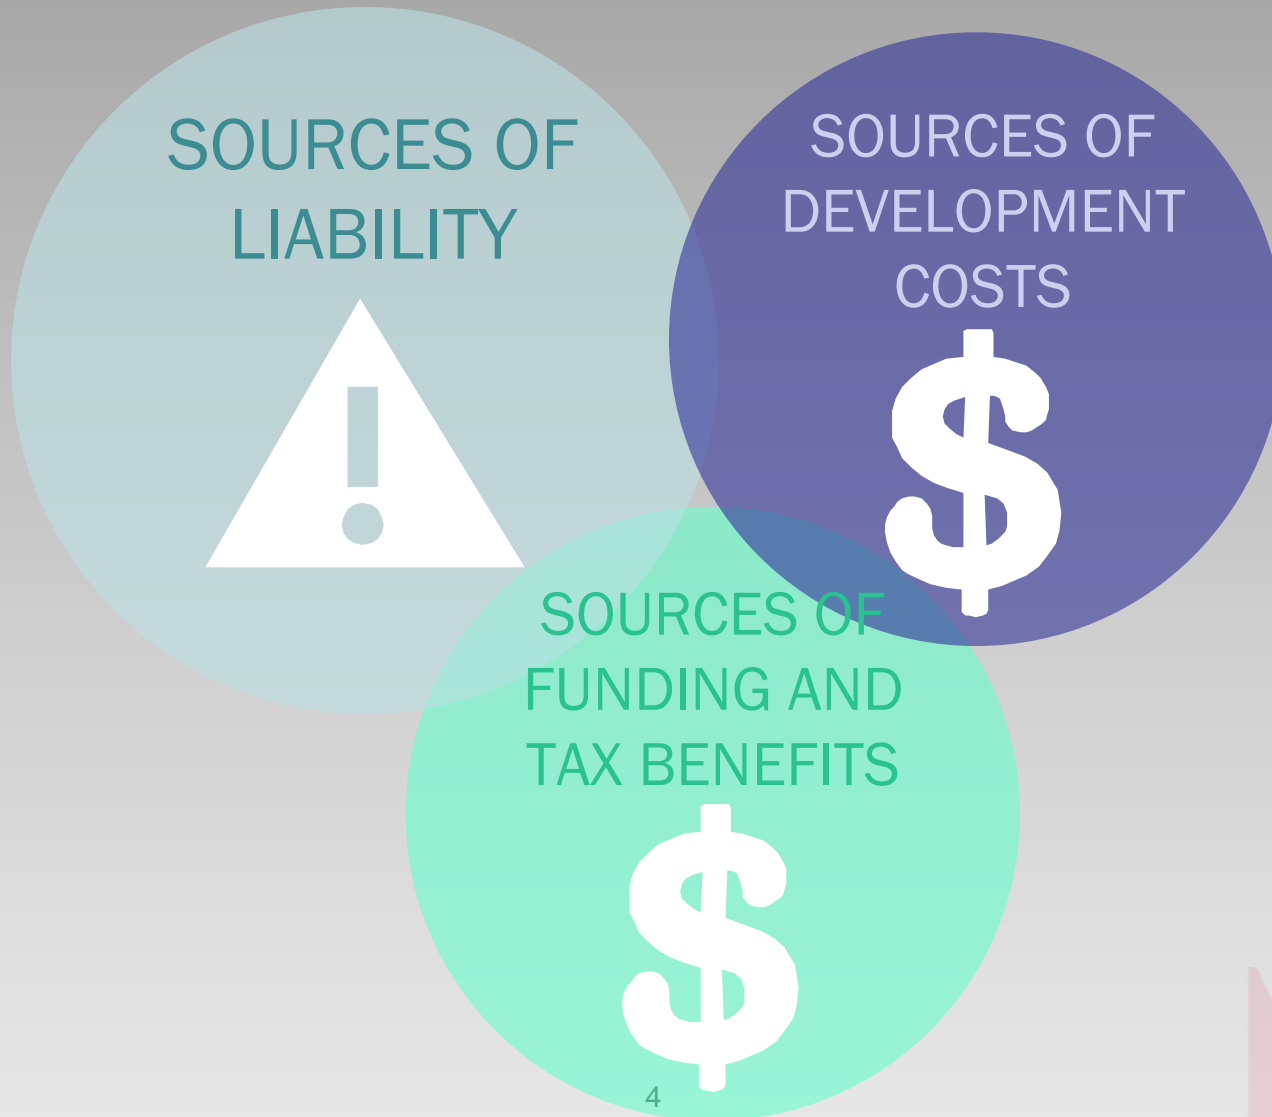 SOURCES OF
LIABILITY
SOURCES OF
DEVELOPMENT
COSTS
$
SOURCES OF
FUNDING AND
TAX BENEFITS
$
4